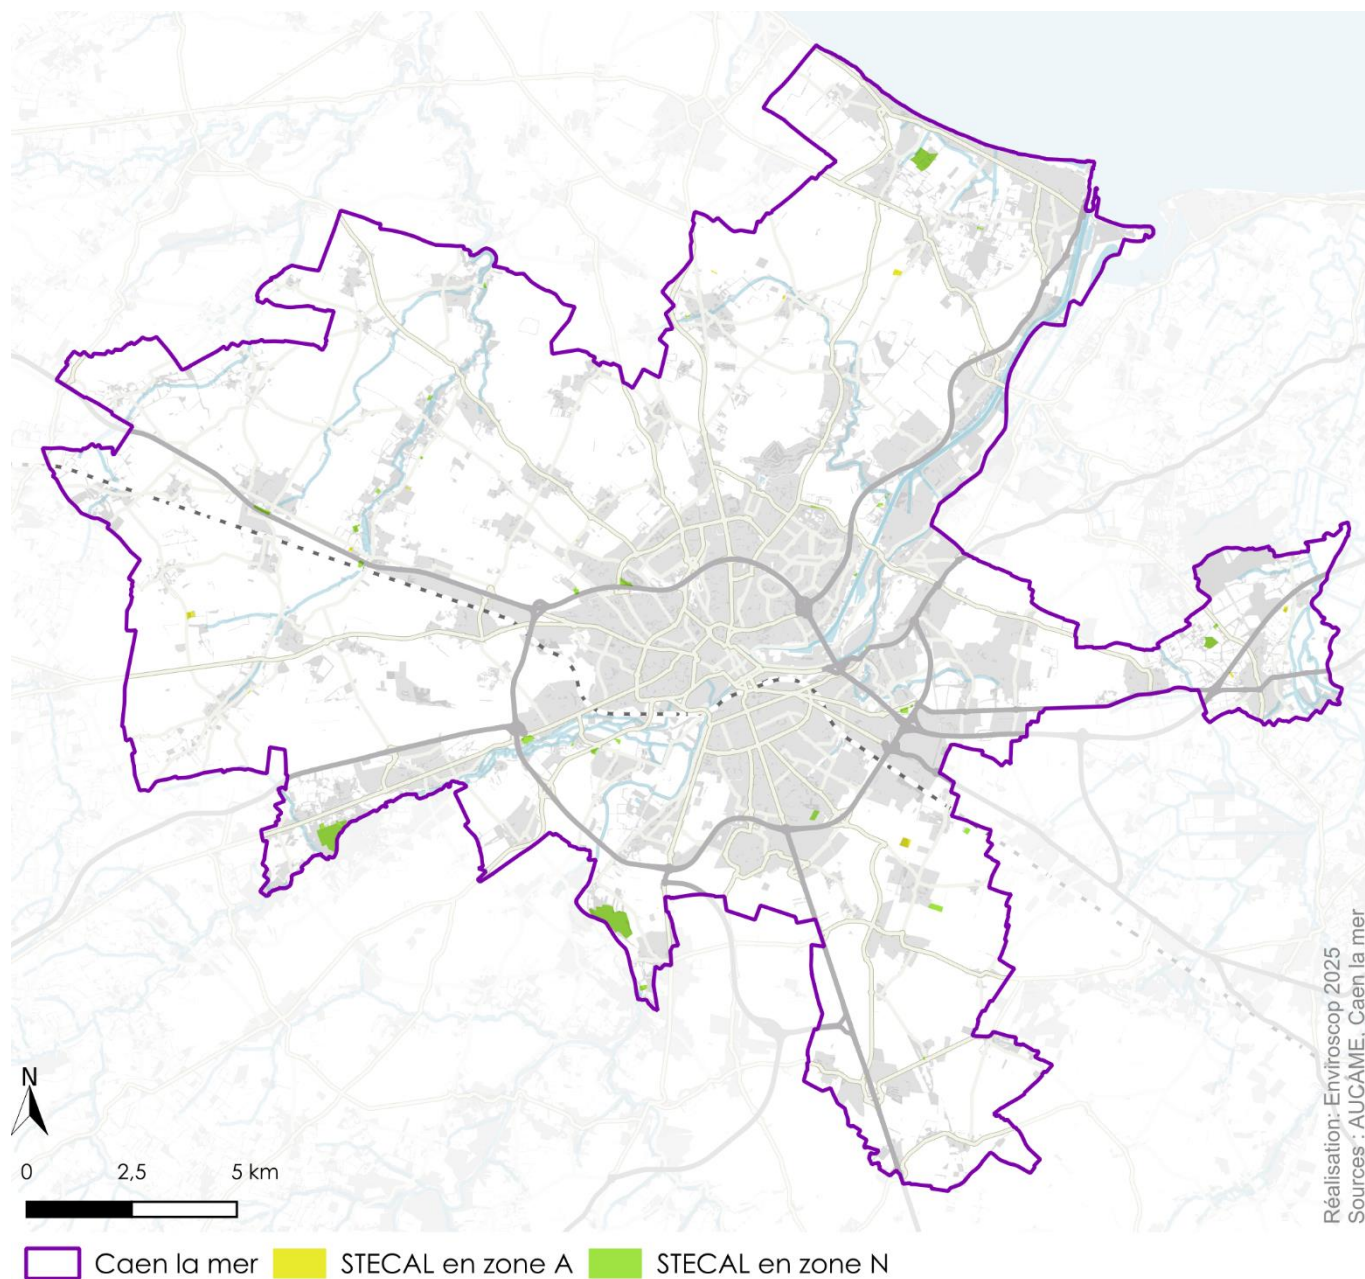 N
0 2,5 5 km
Caen la mer STECAL en zone A STECAL en zone N
Réalisation: Enviroscop 2025
Sources : AUCAME, Caen la mer